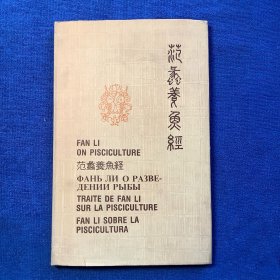 范蠡養魚經
FAN LI
ON PISCICULTURE
范蠡養魚経
ФАНЬ ЛИ О РАЗВЕ-
ДЕНИИ РЫБЫ
TRAITE DE FAN LI
SUR LA PISCICULTURE
FAN LI SOBRE LA
PISCICULTURA